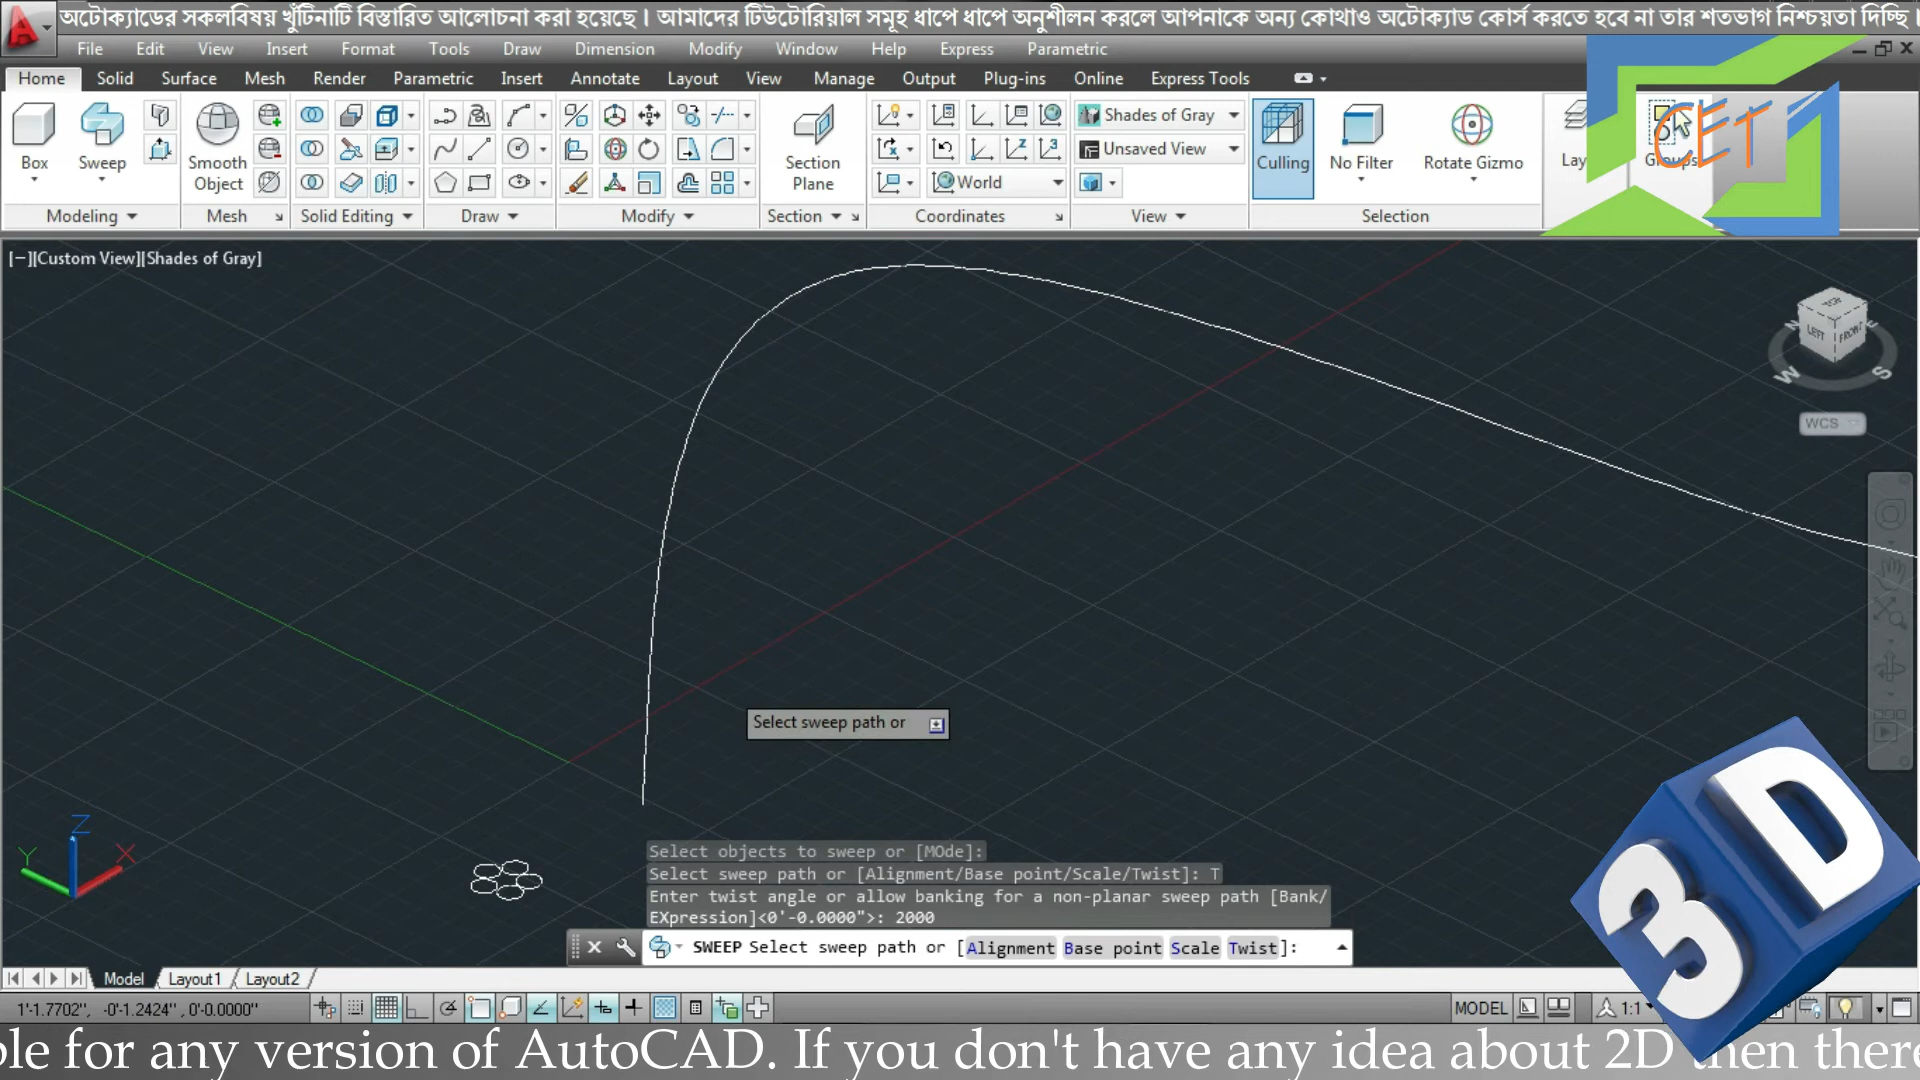 অটোক্যাডের সকলবিষয় খুঁটিনাটি বিস্তারিত আলোচনা করা হয়েছে। আমাদের টিউটোরিয়াল সমূহ ধাপে ধাপে অনুশীলন করলে আপনাকে অন্য কোথাও অটোক্যাড কোর্স করতে হবে না তার শতভাগ নিশ্চয়তা দিচ্ছি।
File Edit View Insert Format Tools Draw Dimension Modify Window Help Express Parametric
Home Solid Surface Mesh Render Parametric Insert Annotate Layout View Manage Output Plug-ins Online Express Tools
Shades of Gray
Unsaved View
World
Box Sweep Smooth Object Section Plane Culling No Filter Rotate Gizmo Lay Groups
CET
Modeling Mesh Solid Editing Draw Modify Section Coordinates View Selection
[−][Custom View][Shades of Gray]
TOP
LEFT FRONT
N E
W S
WCS
Select sweep path or
Z
Y X
3D
Select objects to sweep or [MOde]:
Select sweep path or [Alignment/Base point/Scale/Twist]: T
Enter twist angle or allow banking for a non-planar sweep path [Bank/
EXpression]<0'-0.0000">: 2000
SWEEP Select sweep path or [Alignment Base point Scale Twist]:
Model Layout1 Layout2
1'-1.7702", -0'-1.2424", 0'-0.0000" MODEL 1:1
ble for any version of AutoCAD. If you don't have any idea about 2D then there